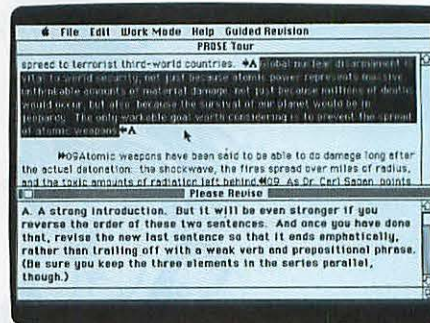 File Edit Work Mode Help Guided Revision
PROSE Tour
spread to terrorist third-world countries. A global nuclear disarmament is
vital to world security, not just because atomic power represents massive
unthinkable amounts of material damage, not just because millions of deaths
would occur, but also because the survival of our planet would be in
jeopardy. The only workable goal worth considering is to prevent the spread
of atomic weapons. A
09Atomic weapons have been said to be able to do damage long after
the actual detonation: the shockwave, the fires spread over miles of radius,
and the toxic amounts of radiation left behind.09 As Dr. Carl Sagan points
Please Revise
A. A strong introduction. But it will be even stronger if you
reverse the order of these two sentences. And once you have done
that, revise the new last sentence so that it ends emphatically,
rather than trailing off with a weak verb and prepositional phrase.
(Be sure you keep the three elements in the series parallel,
though.)